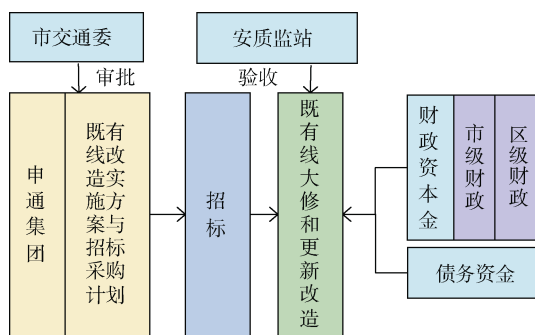 市交通委
安质监站
审批
验收
申通集团
既有
线改
造实
施方
案与
招标
采购
计划
招标
既有线大修和更新改造
财政资本金
市级财政
区级财政
债务资金